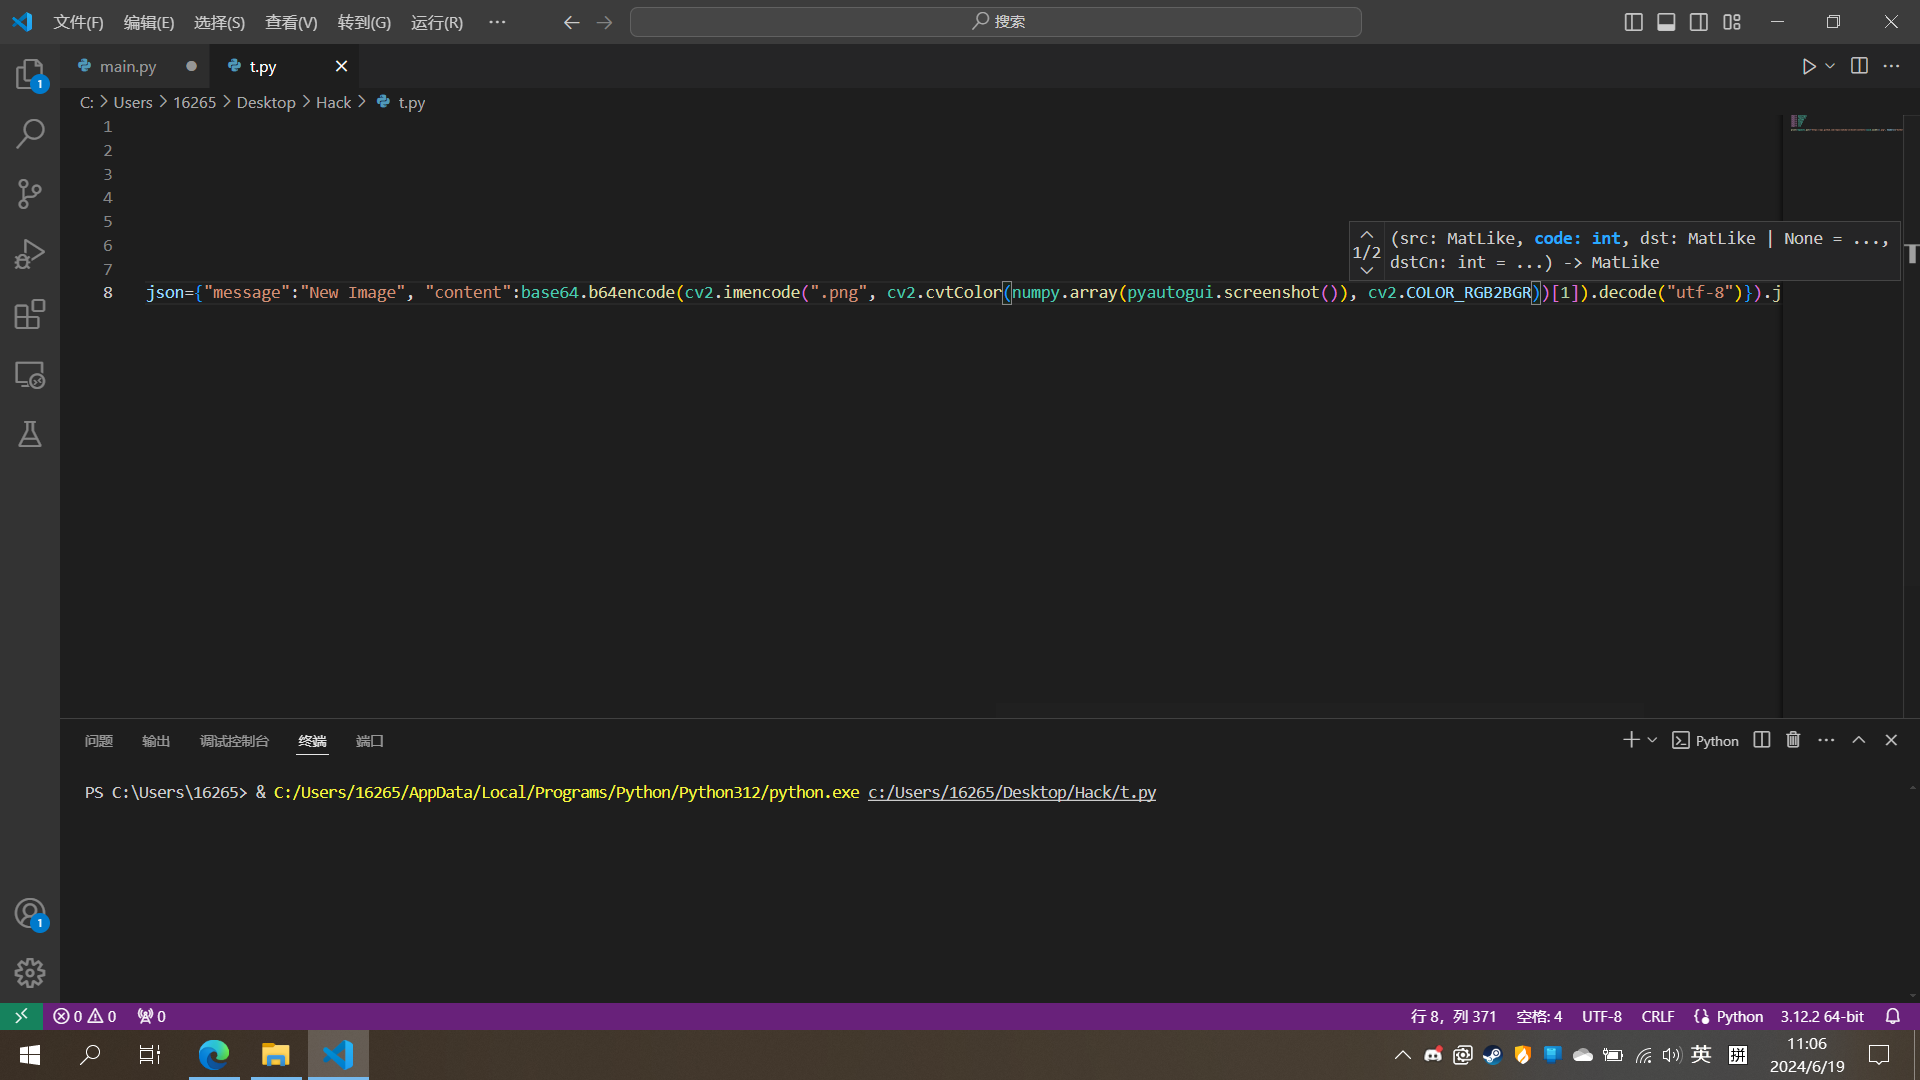 文件(F) 编辑(E) 选择(S) 查看(V) 转到(G) 运行(R) ··· 搜索
main.py t.py
C: > Users > 16265 > Desktop > Hack > t.py
1
2
3
4
5
6
7
1/2 (src: MatLike, code: int, dst: MatLike | None = ...,
dstCn: int = ...) -> MatLike
8 json={"message":"New Image", "content":base64.b64encode(cv2.imencode(".png", cv2.cvtColor(numpy.array(pyautogui.screenshot()), cv2.COLOR_RGB2BGR))[1]).decode("utf-8")}).j
1
问题 输出 调试控制台 终端 端口 Python
PS C:\Users\16265> & C:/Users/16265/AppData/Local/Programs/Python/Python312/python.exe c:/Users/16265/Desktop/Hack/t.py
1
0 0 0 行 8，列 371 空格: 4 UTF-8 CRLF Python 3.12.2 64-bit
英 拼 11:06
2024/6/19